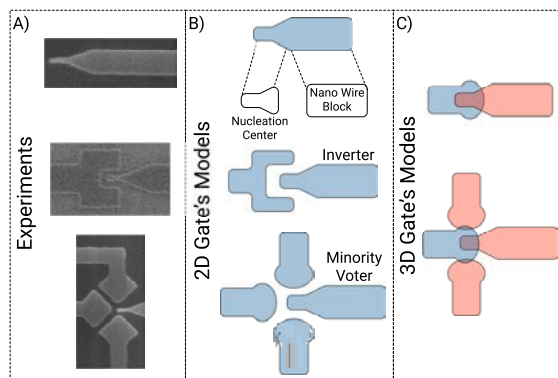 A)
B)
C)
Experiments
2D Gate's Models
3D Gate's Models
Nano Wire
Block
Nucleation
Center
Inverter
Minority
Voter